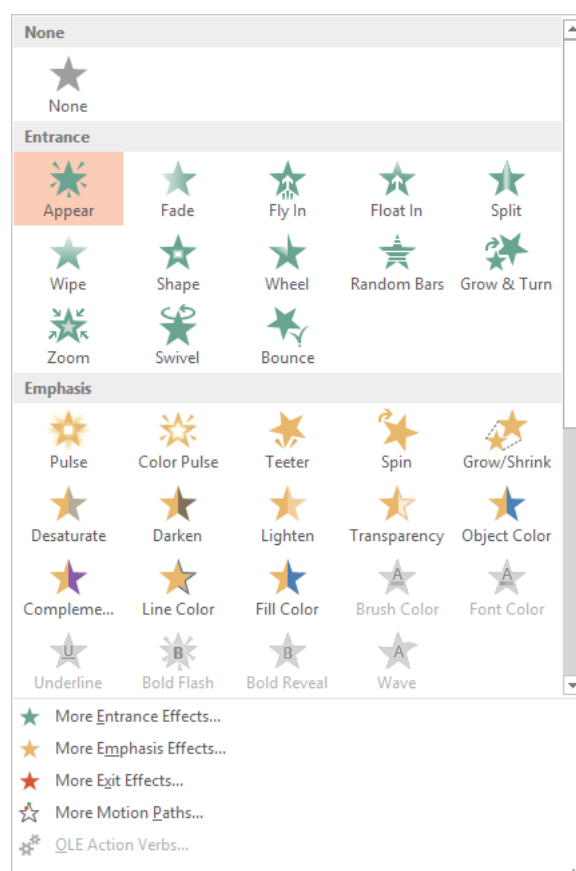 None
None
Entrance
Appear Fade Fly In Float In Split
Wipe Shape Wheel Random Bars Grow & Turn
Zoom Swivel Bounce
Emphasis
Pulse Color Pulse Teeter Spin Grow/Shrink
Desaturate Darken Lighten Transparency Object Color
Compleme... Line Color Fill Color Brush Color Font Color
Underline Bold Flash Bold Reveal Wave
More Entrance Effects...
More Emphasis Effects...
More Exit Effects...
More Motion Paths...
OLE Action Verbs...